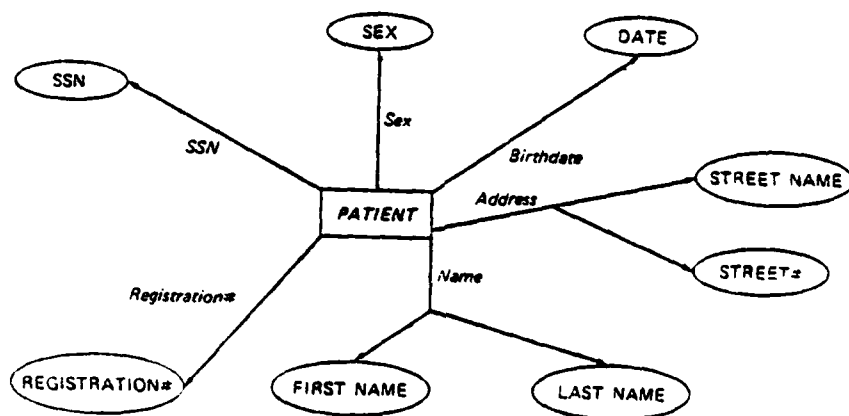 SEX
DATE
SSN
Sex
SSN
Birthdate
STREET NAME
Address
PATIENT
STREET#
Name
Registration#
REGISTRATION#
FIRST NAME
LAST NAME